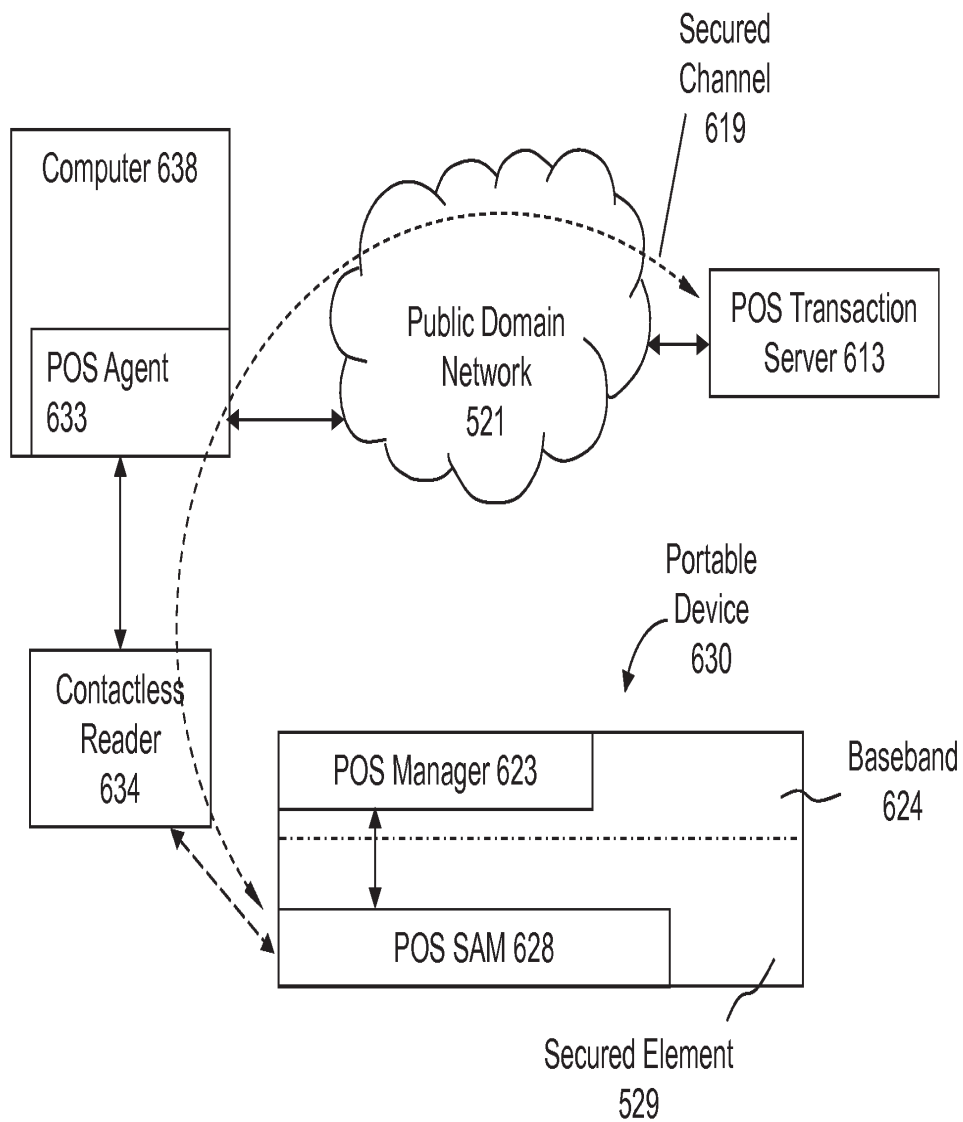 Secured
Channel
619
Computer 638
POS Agent
633
Public Domain
Network
521
POS Transaction
Server 613
Portable
Device
630
Contactless
Reader
634
POS Manager 623
Baseband
624
POS SAM 628
Secured Element
529